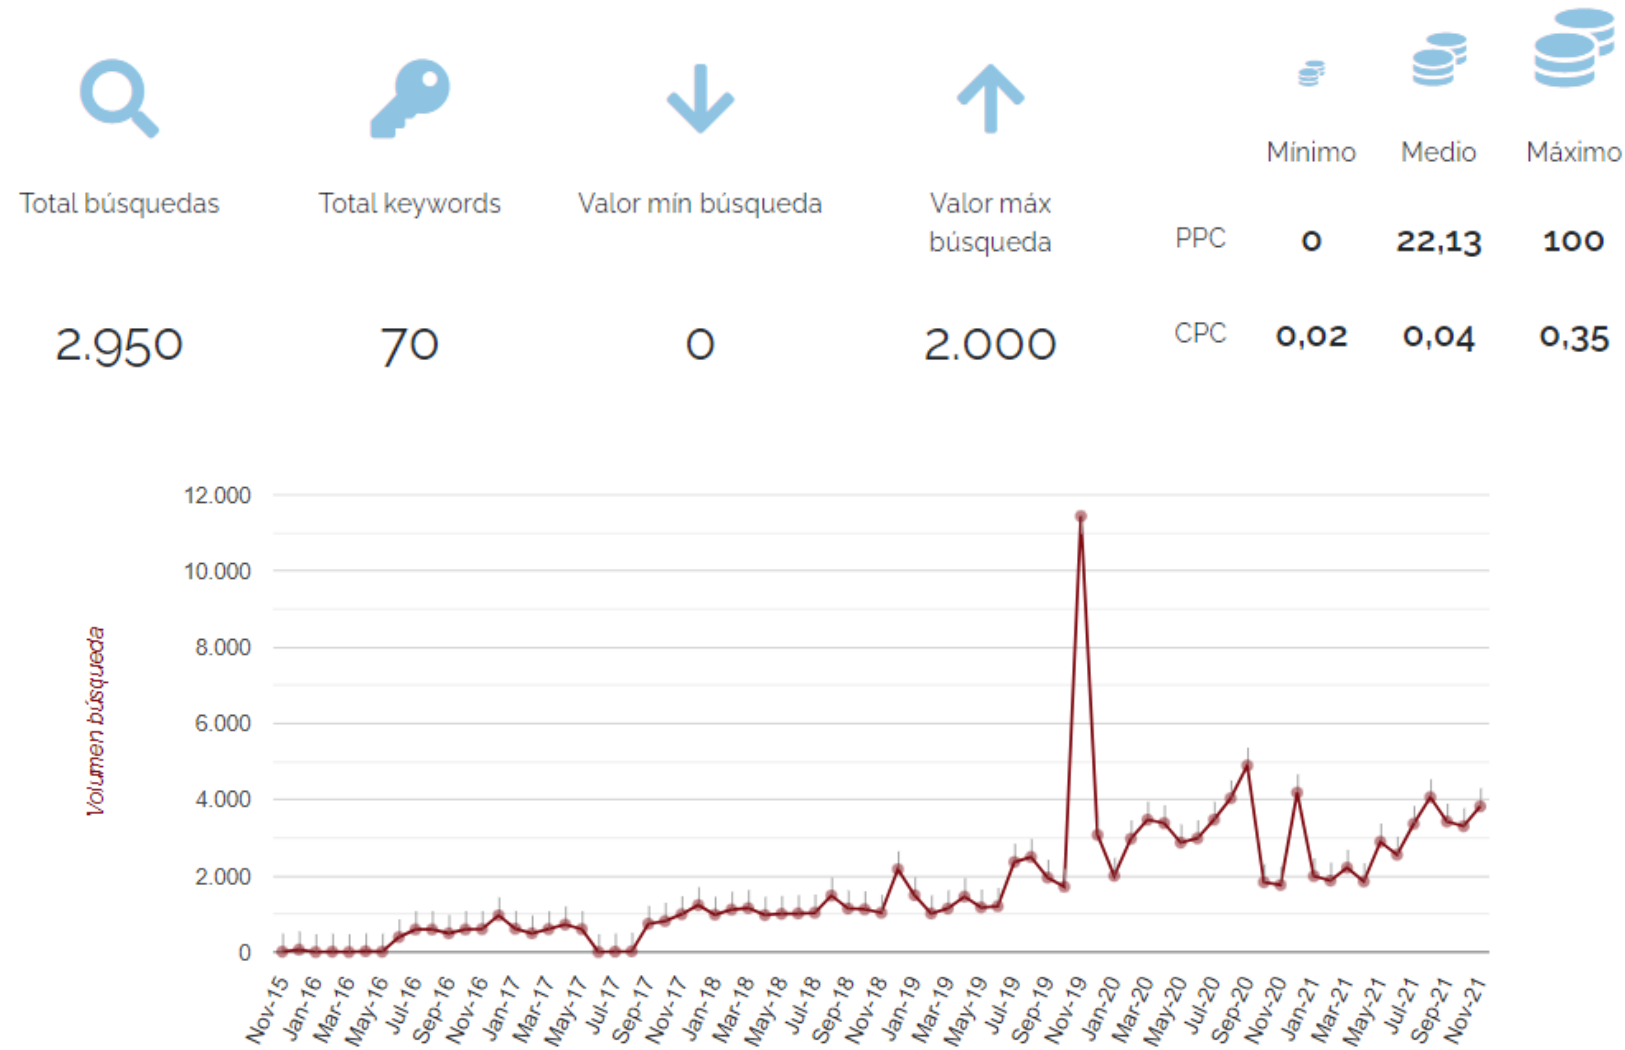 Total búsquedas
2.950
Total keywords
70
Valor mín búsqueda
0
Valor máx
búsqueda
2.000
Mínimo Medio Máximo
PPC 0 22,13 100
CPC 0,02 0,04 0,35
Volumen búsqueda
12.000
10.000
8.000
6.000
4.000
2.000
0
Nov-15
Jan-16
Mar-16
May-16
Jul-16
Sep-16
Nov-16
Jan-17
Mar-17
May-17
Jul-17
Sep-17
Nov-17
Jan-18
Mar-18
May-18
Jul-18
Sep-18
Nov-18
Jan-19
Mar-19
May-19
Jul-19
Sep-19
Nov-19
Jan-20
Mar-20
May-20
Jul-20
Sep-20
Nov-20
Jan-21
Mar-21
May-21
Jul-21
Sep-21
Nov-21